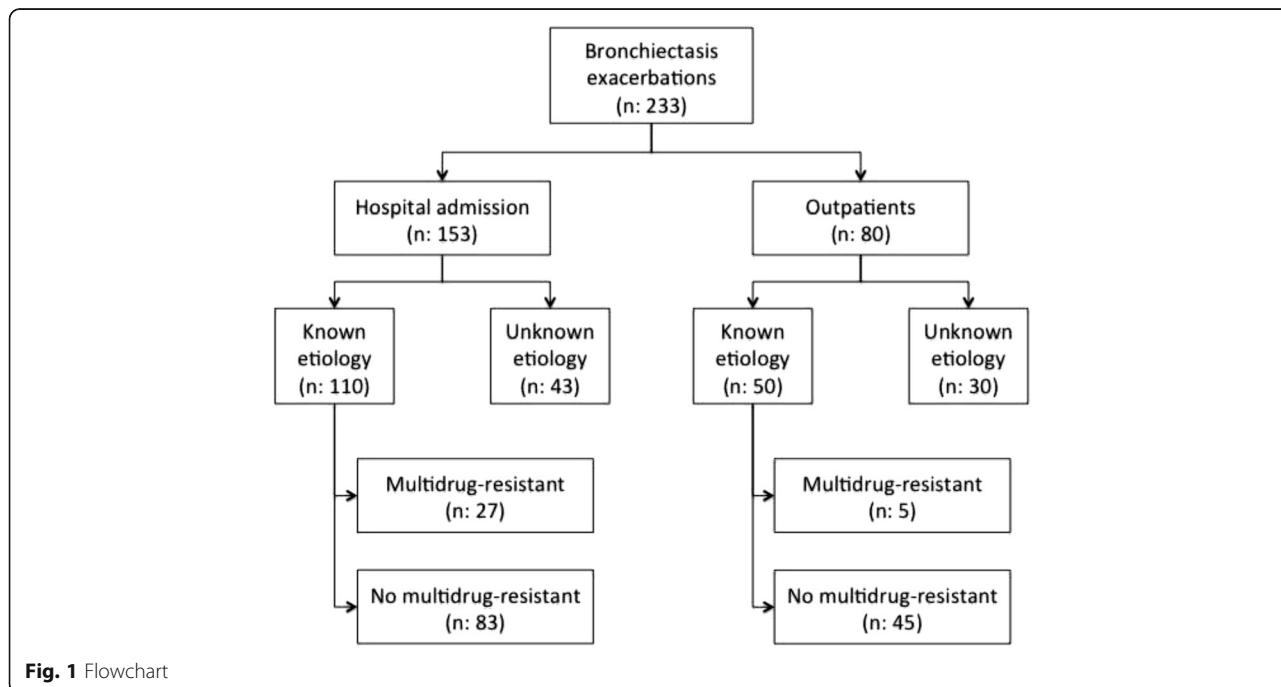 Bronchiectasis
exacerbations
(n: 233)
Hospital admission
(n: 153)
Outpatients
(n: 80)
Known
etiology
(n: 110)
Unknown
etiology
(n: 43)
Known
etiology
(n: 50)
Unknown
etiology
(n: 30)
Multidrug-resistant
(n: 27)
Multidrug-resistant
(n: 5)
No multidrug-resistant
(n: 83)
No multidrug-resistant
(n: 45)
Fig. 1 Flowchart